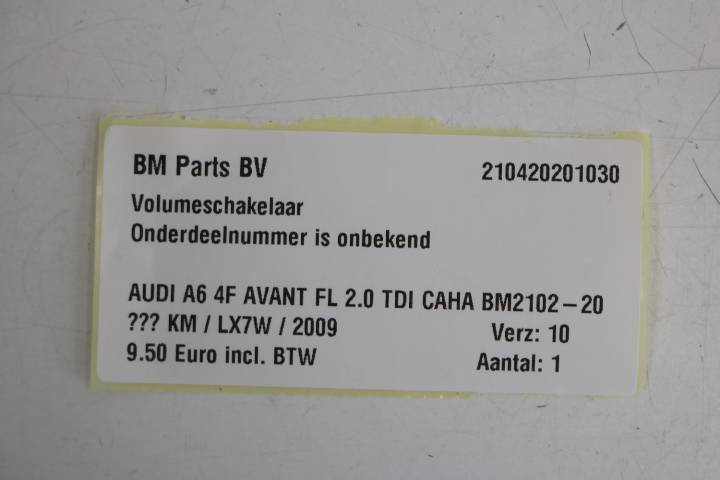 BM Parts BV 210420201030
Volumeschakelaar
Onderdeelnummer is onbekend
AUDI A6 4F AVANT FL 2.0 TDI CAHA BM2102-20
??? KM / LX7W / 2009 Verz: 10
9.50 Euro incl. BTW Aantal: 1